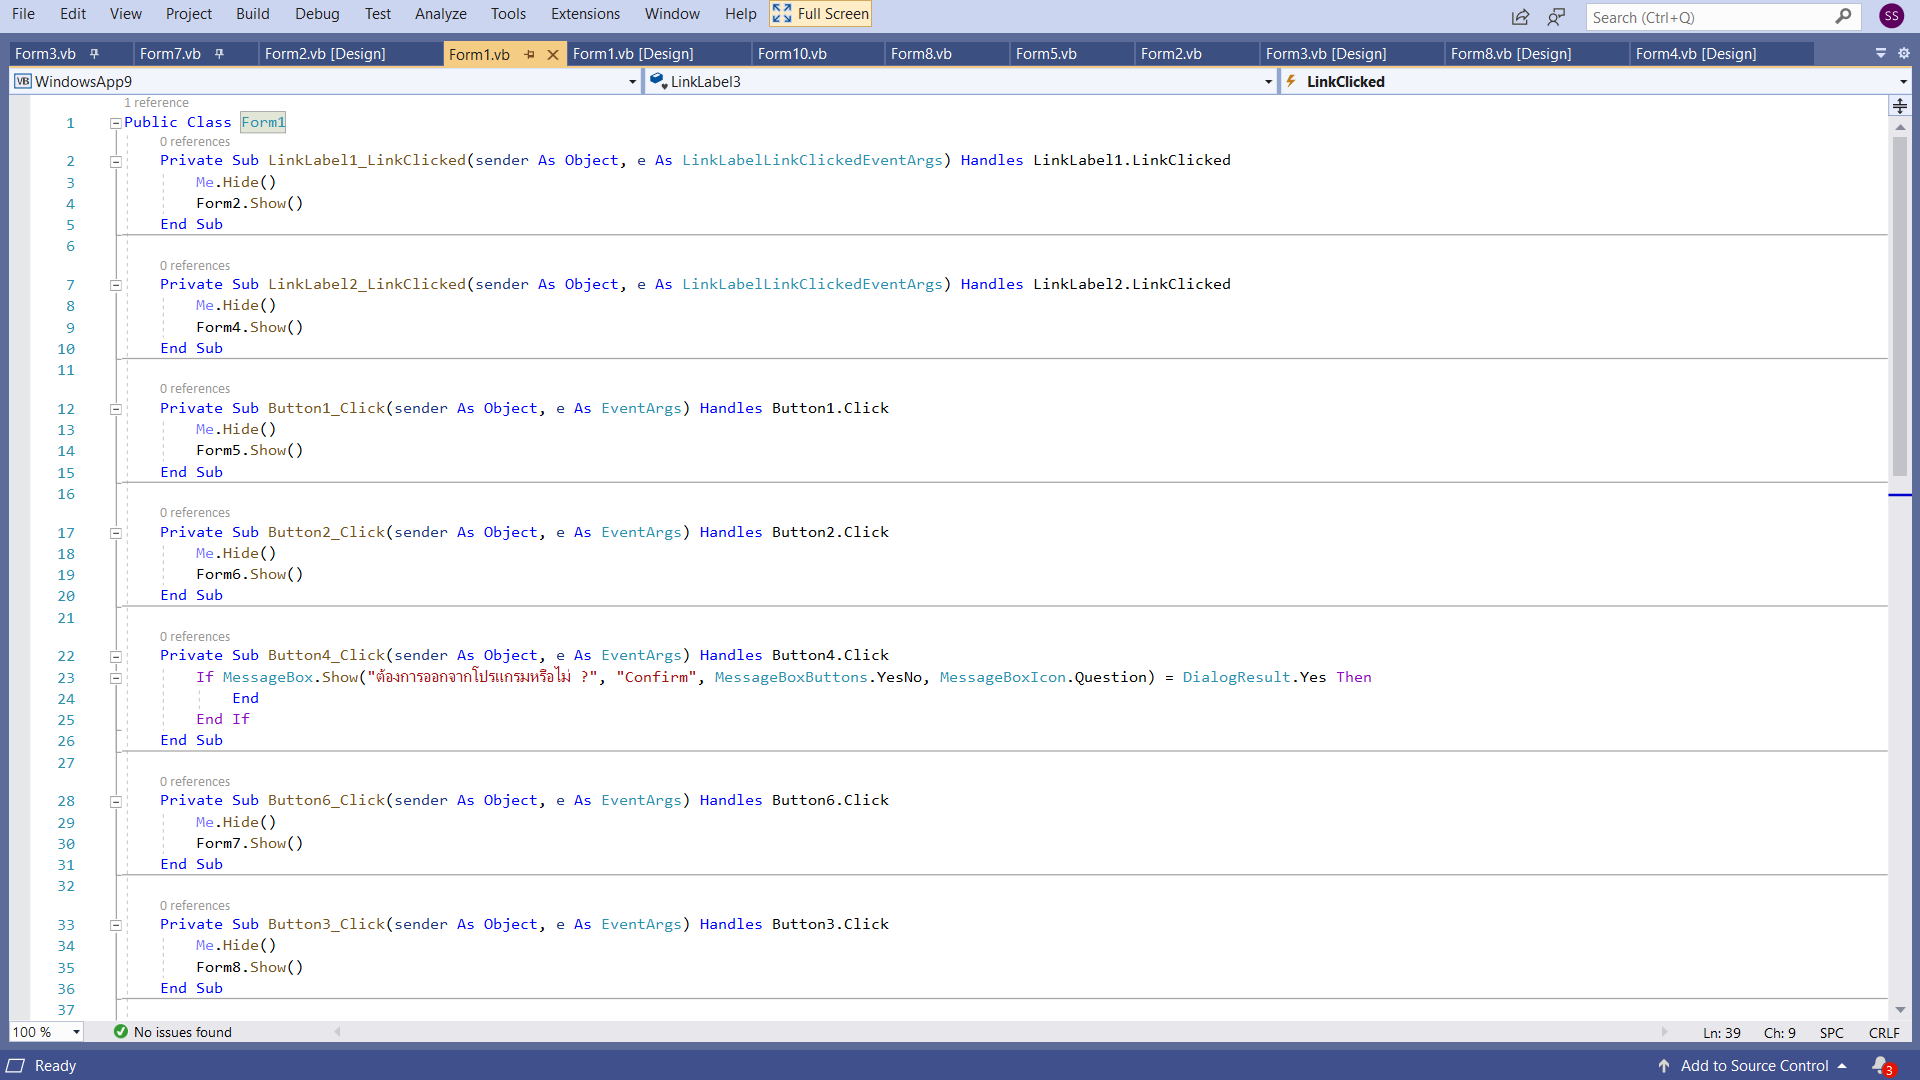 File Edit View Project Build Debug Test Analyze Tools Extensions Window Help Full Screen Search (Ctrl+Q) SS
Form3.vb Form7.vb Form2.vb [Design] Form1.vb Form1.vb [Design] Form10.vb Form8.vb Form5.vb Form2.vb Form3.vb [Design] Form8.vb [Design] Form4.vb [Design]
VB WindowsApp9 LinkLabel3 LinkClicked
1 reference
1 Public Class Form1
0 references
2 Private Sub LinkLabel1_LinkClicked(sender As Object, e As LinkLabelLinkClickedEventArgs) Handles LinkLabel1.LinkClicked
3 Me.Hide()
4 Form2.Show()
5 End Sub
6
0 references
7 Private Sub LinkLabel2_LinkClicked(sender As Object, e As LinkLabelLinkClickedEventArgs) Handles LinkLabel2.LinkClicked
8 Me.Hide()
9 Form4.Show()
10 End Sub
11
0 references
12 Private Sub Button1_Click(sender As Object, e As EventArgs) Handles Button1.Click
13 Me.Hide()
14 Form5.Show()
15 End Sub
16
0 references
17 Private Sub Button2_Click(sender As Object, e As EventArgs) Handles Button2.Click
18 Me.Hide()
19 Form6.Show()
20 End Sub
21
0 references
22 Private Sub Button4_Click(sender As Object, e As EventArgs) Handles Button4.Click
23 If MessageBox.Show("ต้องการออกจากโปรแกรมหรือไม่ ?", "Confirm", MessageBoxButtons.YesNo, MessageBoxIcon.Question) = DialogResult.Yes Then
24 End
25 End If
26 End Sub
27
0 references
28 Private Sub Button6_Click(sender As Object, e As EventArgs) Handles Button6.Click
29 Me.Hide()
30 Form7.Show()
31 End Sub
32
0 references
33 Private Sub Button3_Click(sender As Object, e As EventArgs) Handles Button3.Click
34 Me.Hide()
35 Form8.Show()
36 End Sub
37
100 % No issues found Ln: 39 Ch: 9 SPC CRLF
Ready Add to Source Control 3